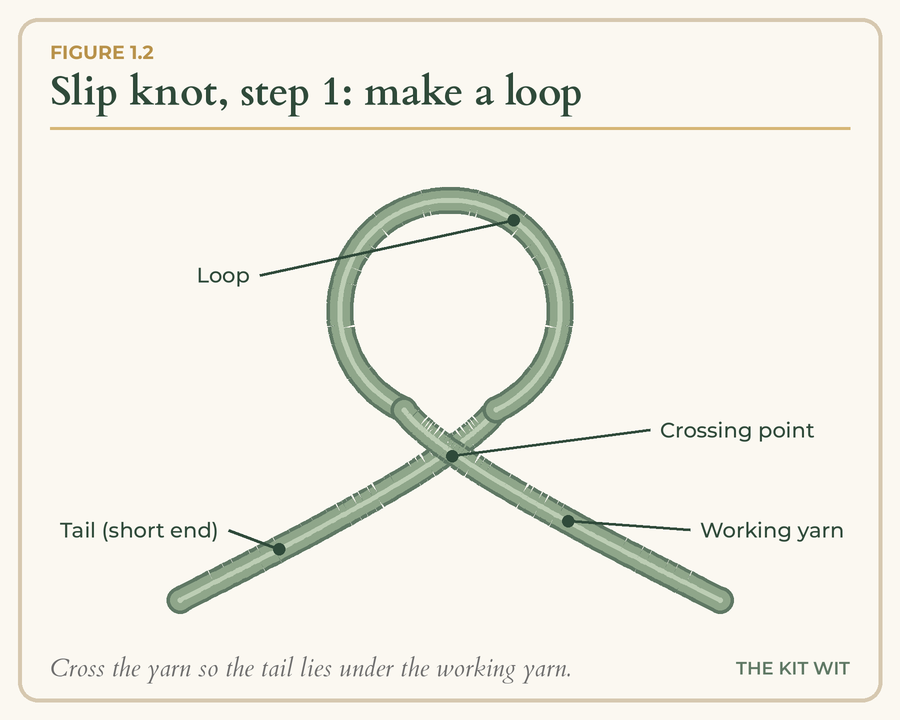 FIGURE 1.2
Slip knot, step 1: make a loop
Loop
Crossing point
Tail (short end)
Working yarn
Cross the yarn so the tail lies under the working yarn.
THE KIT WIT